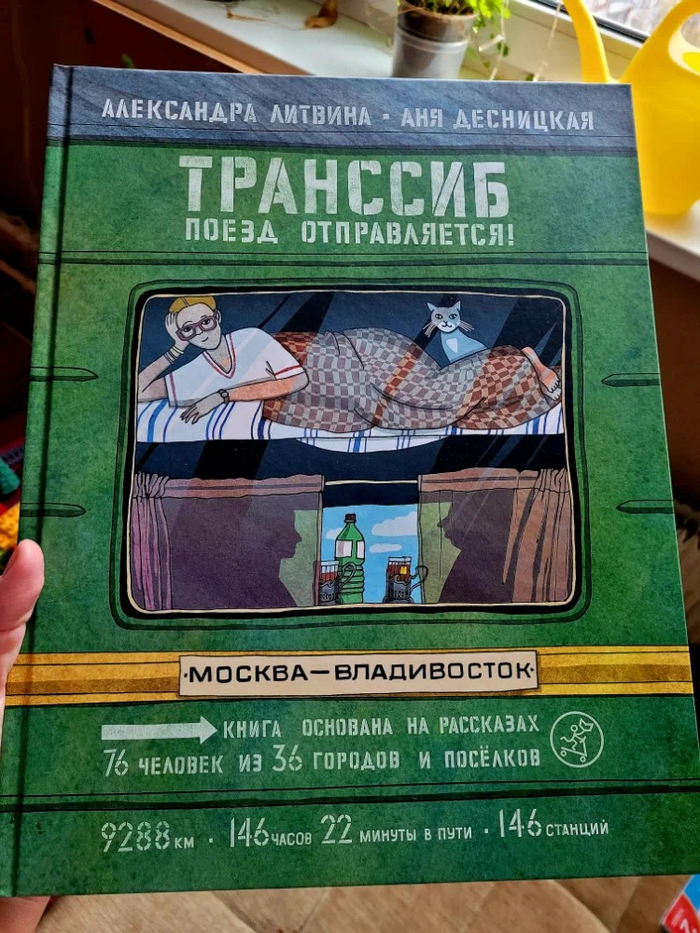 АЛЕКСАНДРА ЛИТВИНА · АНЯ ДЕСНИЦКАЯ
ТРАНССИБ
ПОЕЗД ОТПРАВЛЯЕТСЯ!
·МОСКВА—ВЛАДИВОСТОК·
КНИГА ОСНОВАНА НА РАССКАЗАХ
76 ЧЕЛОВЕК ИЗ 36 ГОРОДОВ И ПОСЁЛКОВ
9288 КМ · 146 ЧАСОВ 22 МИНУТЫ В ПУТИ · 146 СТАНЦИЙ